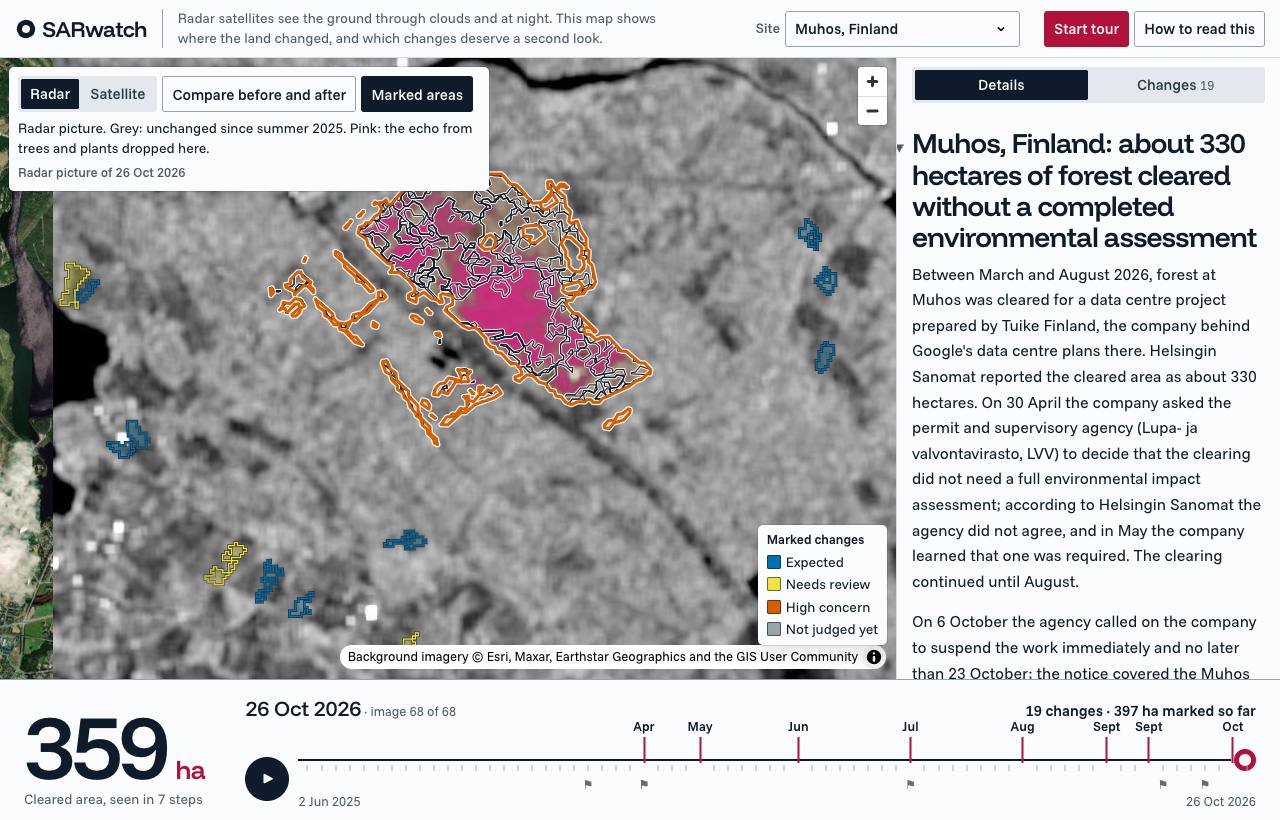 SARwatch
Radar satellites see the ground through clouds and at night. This map shows
where the land changed, and which changes deserve a second look.
Site
Muhos, Finland
Start tour
How to read this
Radar
Satellite
Compare before and after
Marked areas
Radar picture. Grey: unchanged since summer 2025. Pink: the echo from
trees and plants dropped here.
Radar picture of 26 Oct 2026
Marked changes
Expected
Needs review
High concern
Not judged yet
Background imagery © Esri, Maxar, Earthstar Geographics and the GIS User Community
Details
Changes 19
Muhos, Finland: about 330
hectares of forest cleared
without a completed
environmental assessment
Between March and August 2026, forest at
Muhos was cleared for a data centre project
prepared by Tuike Finland, the company behind
Google's data centre plans there. Helsingin
Sanomat reported the cleared area as about 330
hectares. On 30 April the company asked the
permit and supervisory agency (Lupa- ja
valvontavirasto, LVV) to decide that the clearing
did not need a full environmental impact
assessment; according to Helsingin Sanomat the
agency did not agree, and in May the company
learned that one was required. The clearing
continued until August.
On 6 October the agency called on the company
to suspend the work immediately and no later
than 23 October; the notice covered the Muhos
359 ha
Cleared area, seen in 7 steps
26 Oct 2026 · image 68 of 68
19 changes · 397 ha marked so far
Apr May Jun Jul Aug Sept Sept Oct
2 Jun 2025
26 Oct 2026